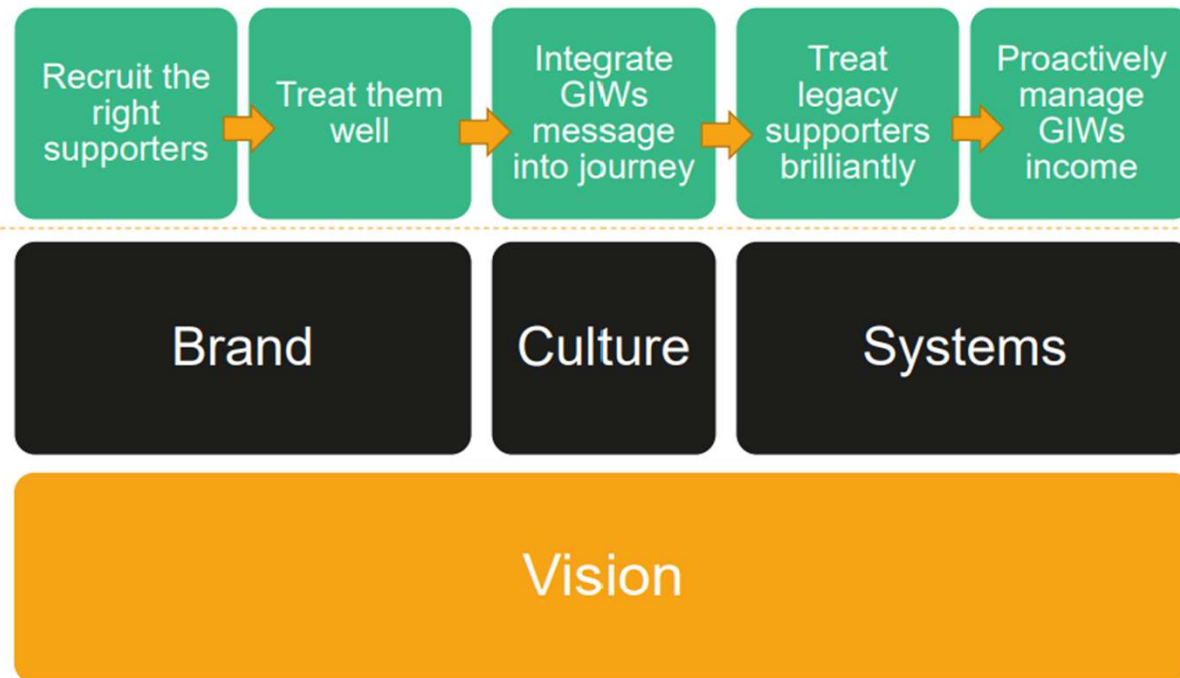 Recruit the
right
supporters
Treat them
well
Integrate
GIWs
message
into journey
Treat
legacy
supporters
brilliantly
Proactively
manage
GIWs
income
Brand
Culture
Systems
Vision